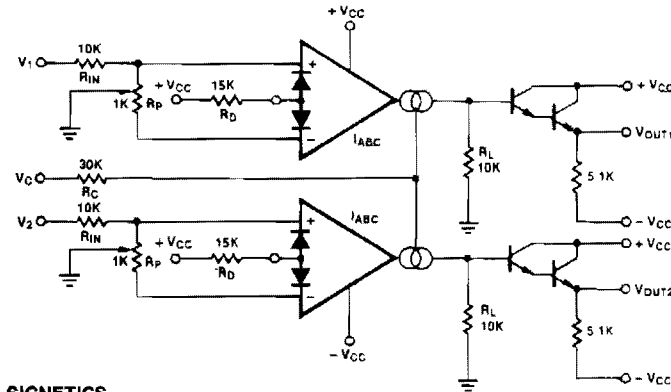 + VCC
10K
V1
RIN
+
+ VCC
15K
1K
RP
RD
−
IABC
+ VCC
VOUT1
RL
10K
5.1K
− VCC
30K
VC
RC
10K
V2
RIN
IABC
+
+ VCC
15K
1K
RP
RD
−
− VCC
+ VCC
VOUT2
RL
10K
5.1K
− VCC
SIGNETICS